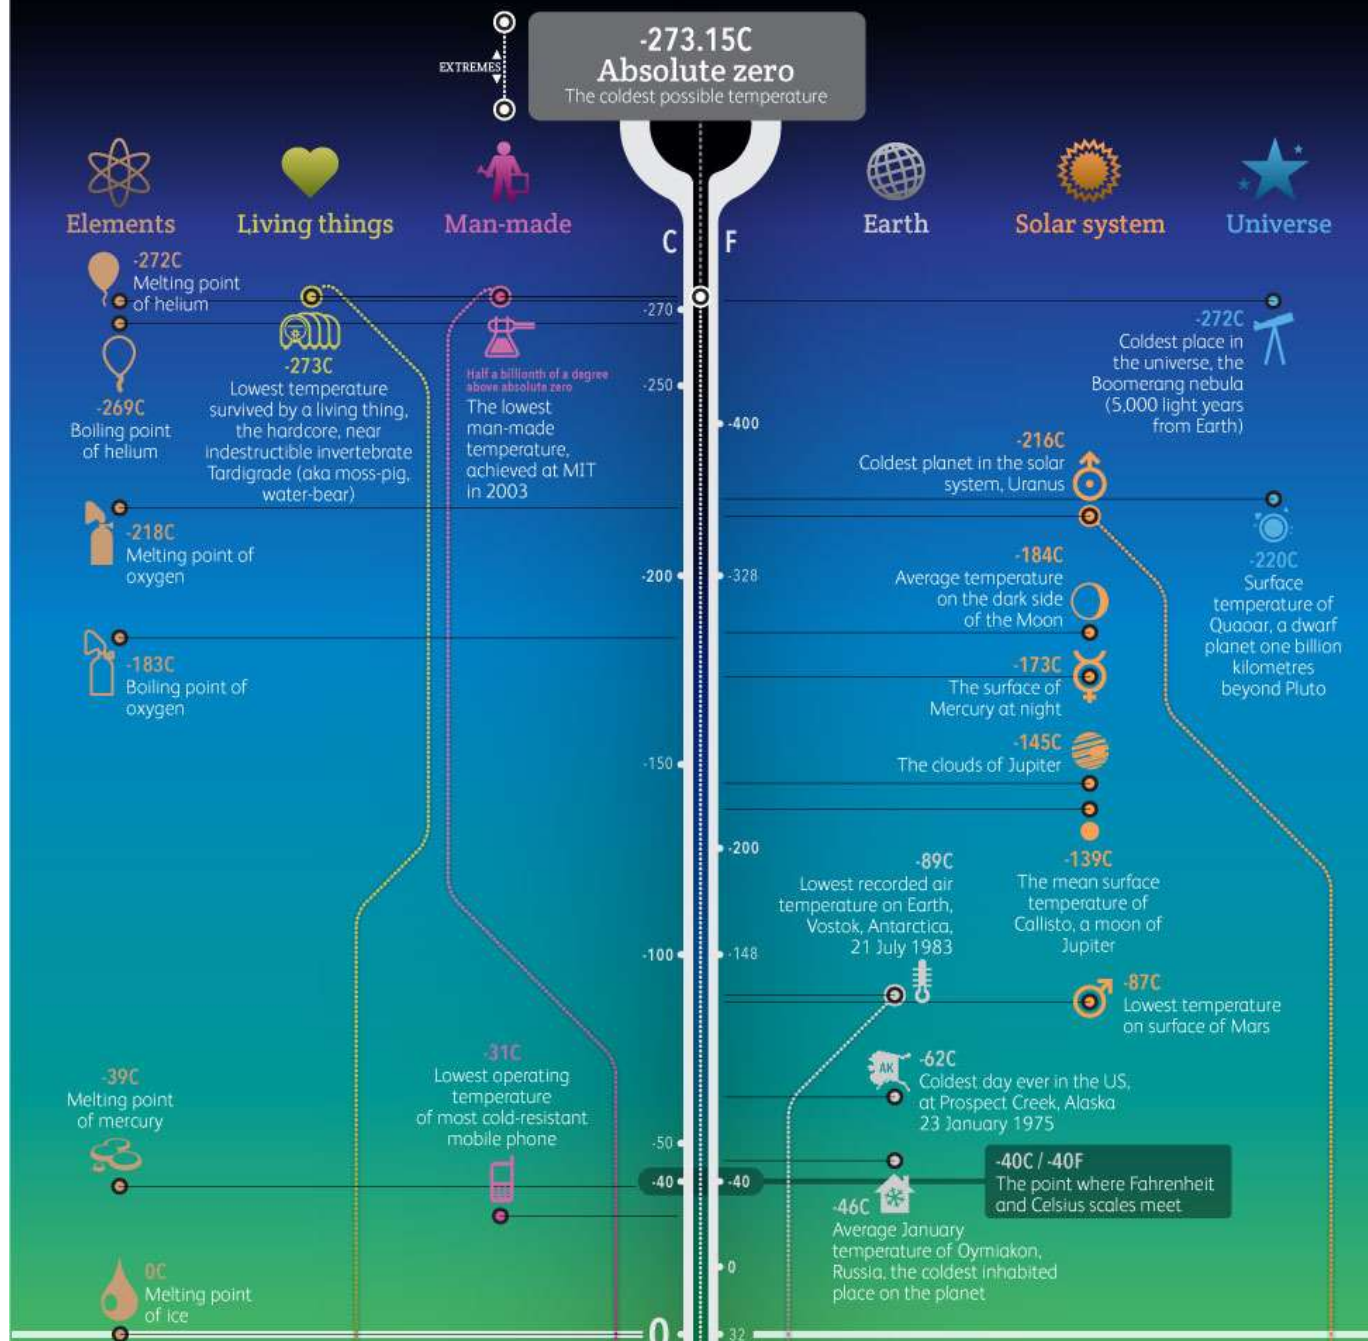 EXTREMES
-273.15C
Absolute zero
The coldest possible temperature
Elements
Living things
Man-made
Earth
Solar system
Universe
C
F
-272C
Melting point
of helium
-269C
Boiling point
of helium
-218C
Melting point of
oxygen
-183C
Boiling point of
oxygen
-39C
Melting point
of mercury
0C
Melting point
of ice
-273C
Lowest temperature
survived by a living thing,
the hardcore, near
indestructible invertebrate
Tardigrade (aka moss-pig,
water-bear)
Half a billionth of a degree
above absolute zero
The lowest
man-made
temperature,
achieved at MIT
in 2003
-31C
Lowest operating
temperature
of most cold-resistant
mobile phone
-270
-250
-200
-150
-100
-50
-40
0
-400
-328
-200
-148
-40
0
32
-89C
Lowest recorded air
temperature on Earth,
Vostok, Antarctica,
21 July 1983
AK
-62C
Coldest day ever in the US,
at Prospect Creek, Alaska
23 January 1975
-40C / -40F
The point where Fahrenheit
and Celsius scales meet
-46C
Average January
temperature of Oymiakon,
Russia, the coldest inhabited
place on the planet
-216C
Coldest planet in the solar
system, Uranus
-184C
Average temperature
on the dark side
of the Moon
-173C
The surface of
Mercury at night
-145C
The clouds of Jupiter
-139C
The mean surface
temperature of
Callisto, a moon of
Jupiter
-87C
Lowest temperature
on surface of Mars
-272C
Coldest place in
the universe, the
Boomerang nebula
(5,000 light years
from Earth)
-220C
Surface
temperature of
Quaoar, a dwarf
planet one billion
kilometres
beyond Pluto